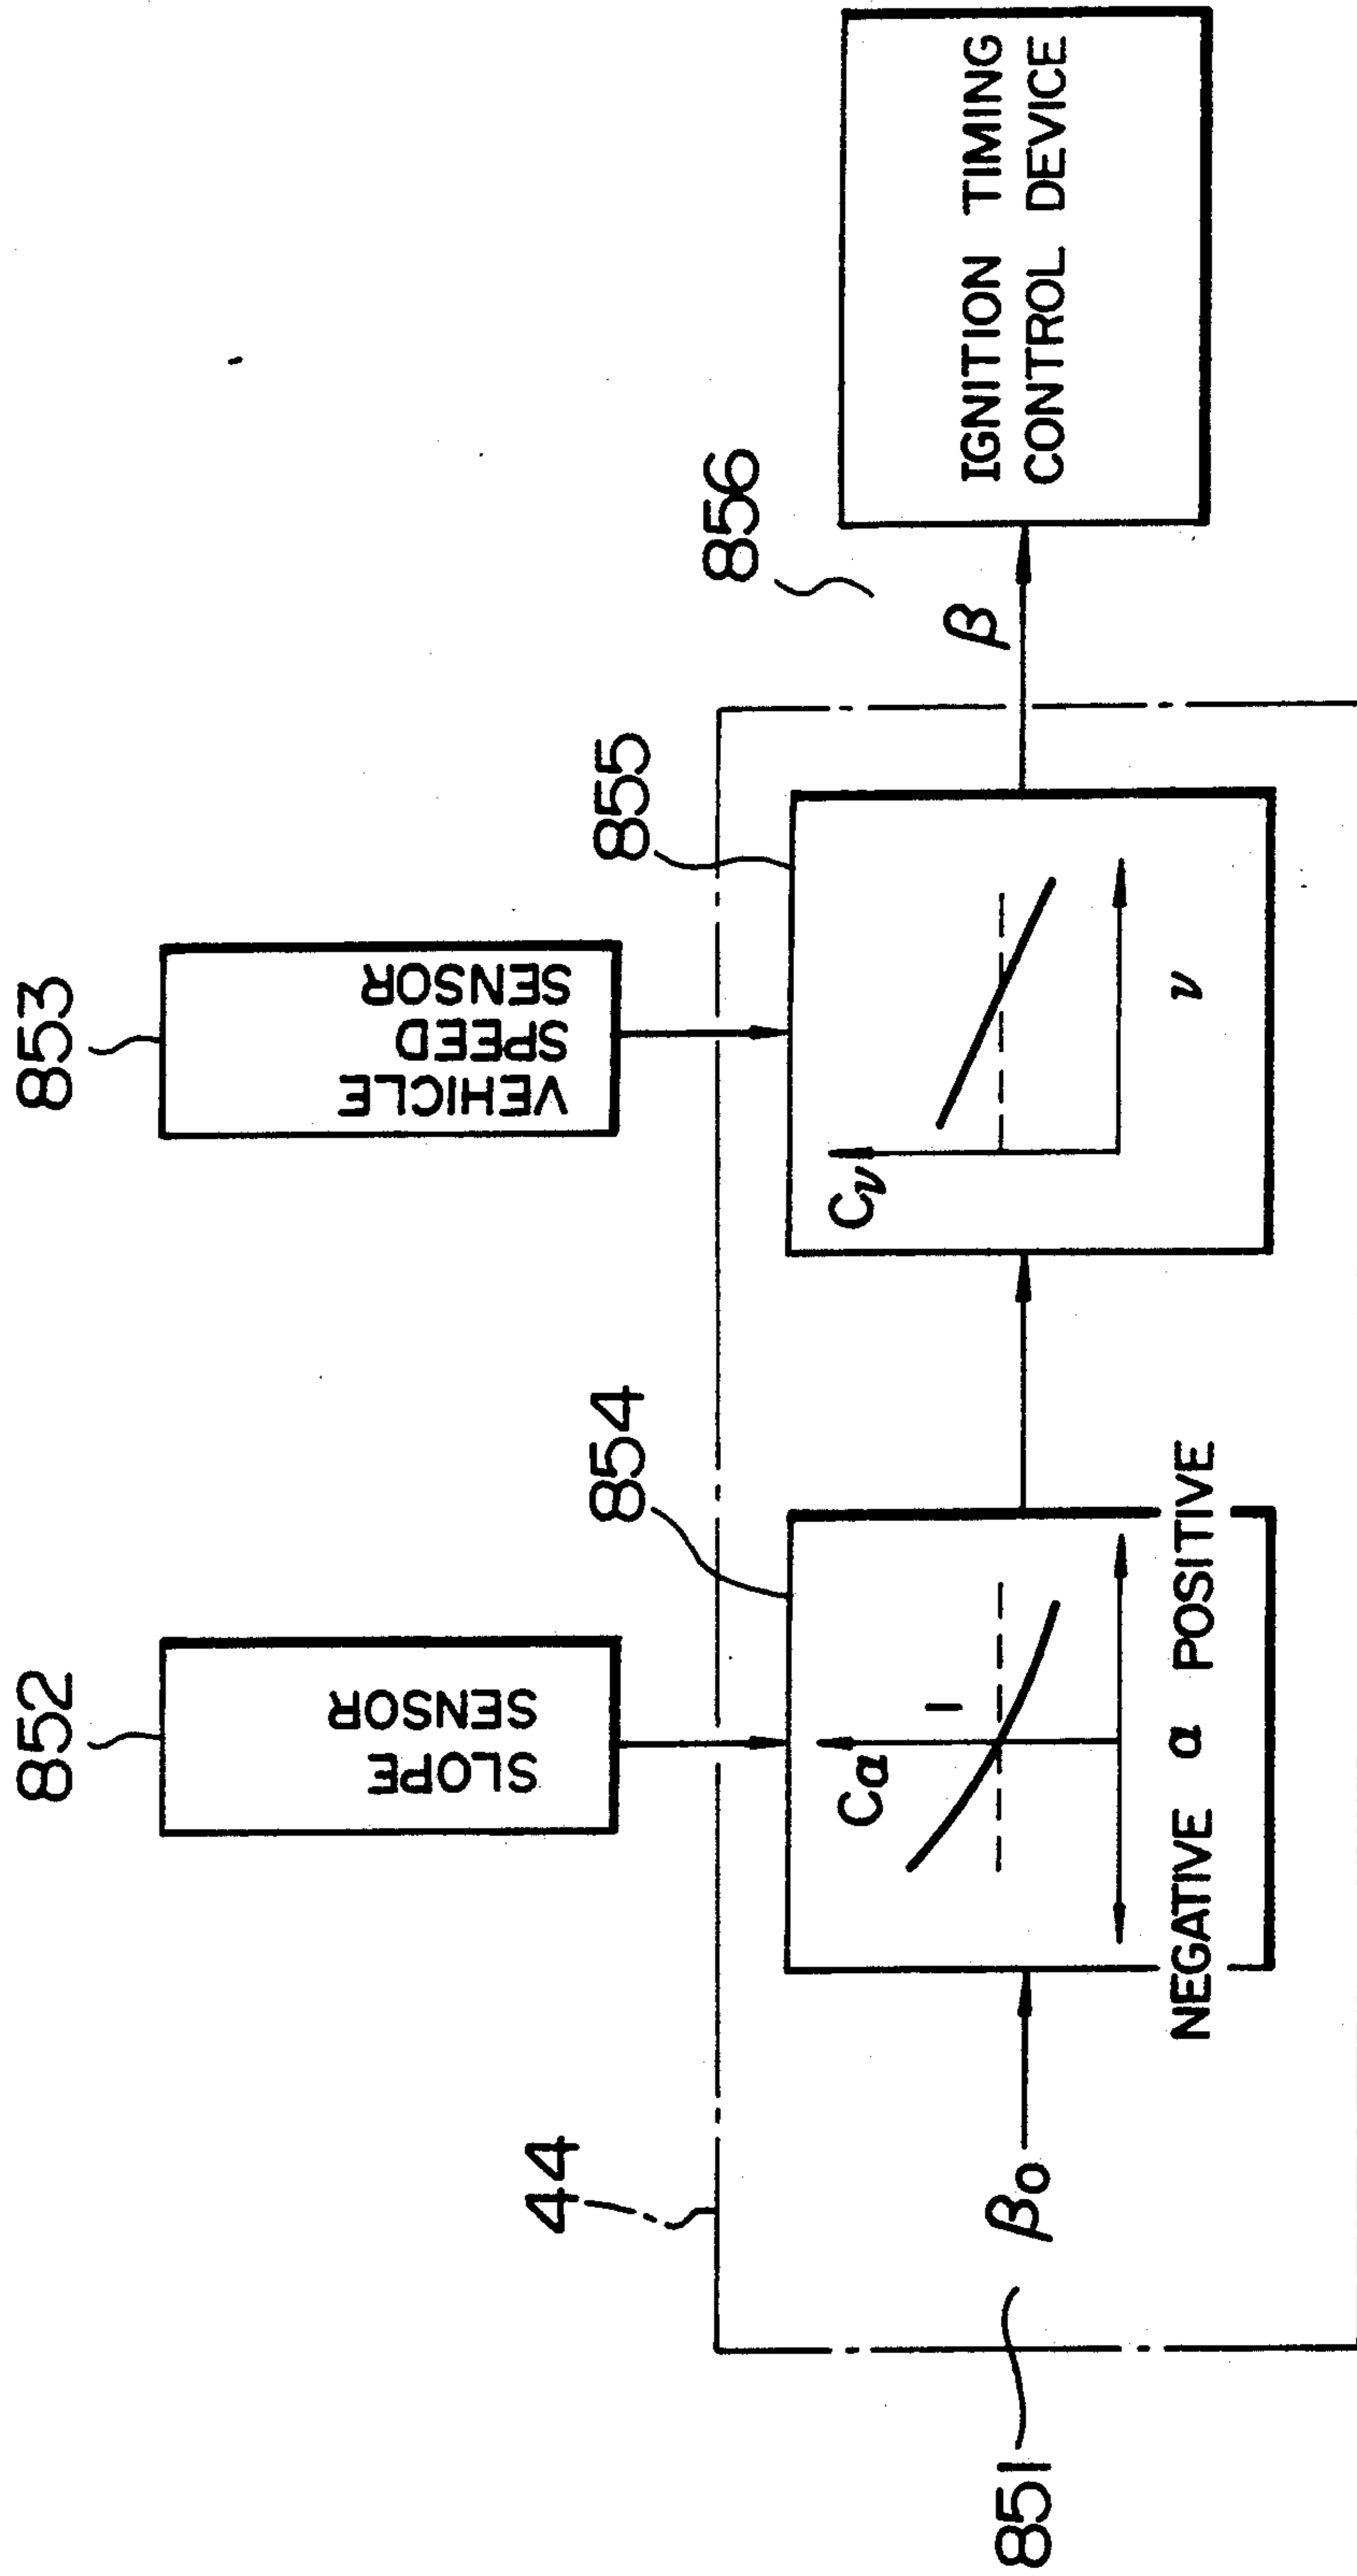 852
853
SLOPE
SENSOR
VEHICLE
SPEED
SENSOR
44
854
855
856
Cα
1
Cν
β
IGNITION TIMING
CONTROL DEVICE
851
β0
NEGATIVE α POSITIVE
ν